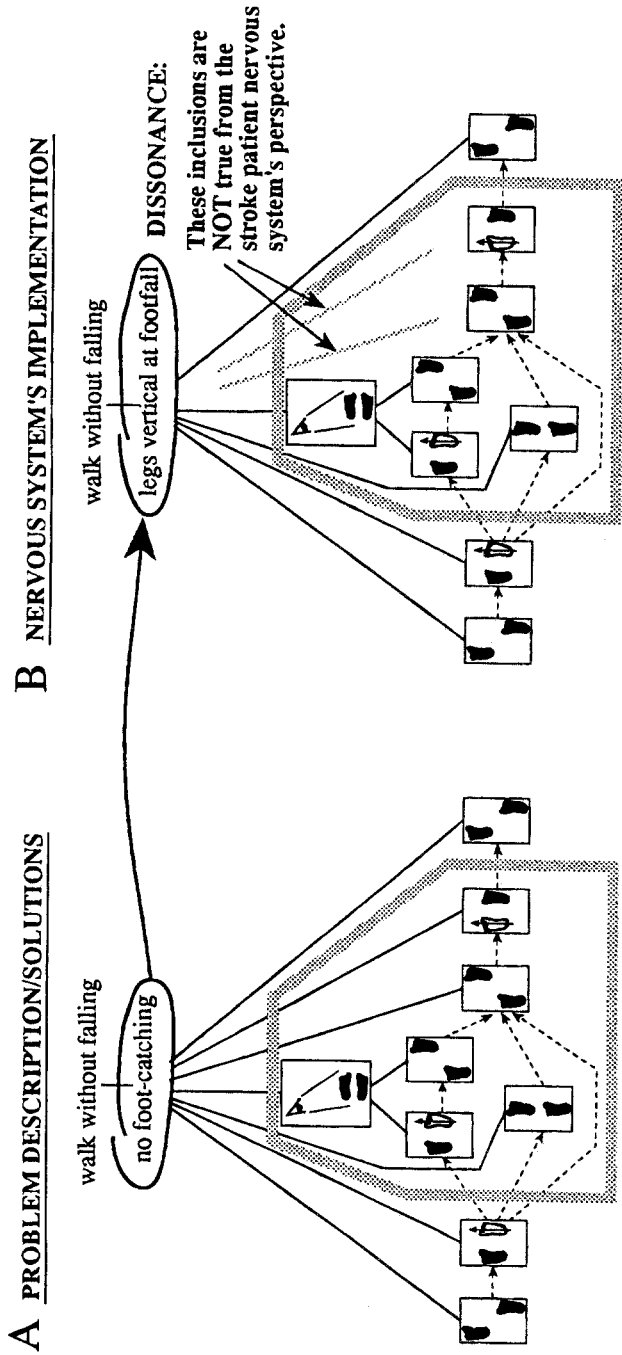 A PROBLEM DESCRIPTION/SOLUTIONS
walk without falling
no foot-catching
B NERVOUS SYSTEM'S IMPLEMENTATION
walk without falling
legs vertical at footfall
DISSONANCE:
These inclusions are
NOT true from the
stroke patient nervous
system's perspective.